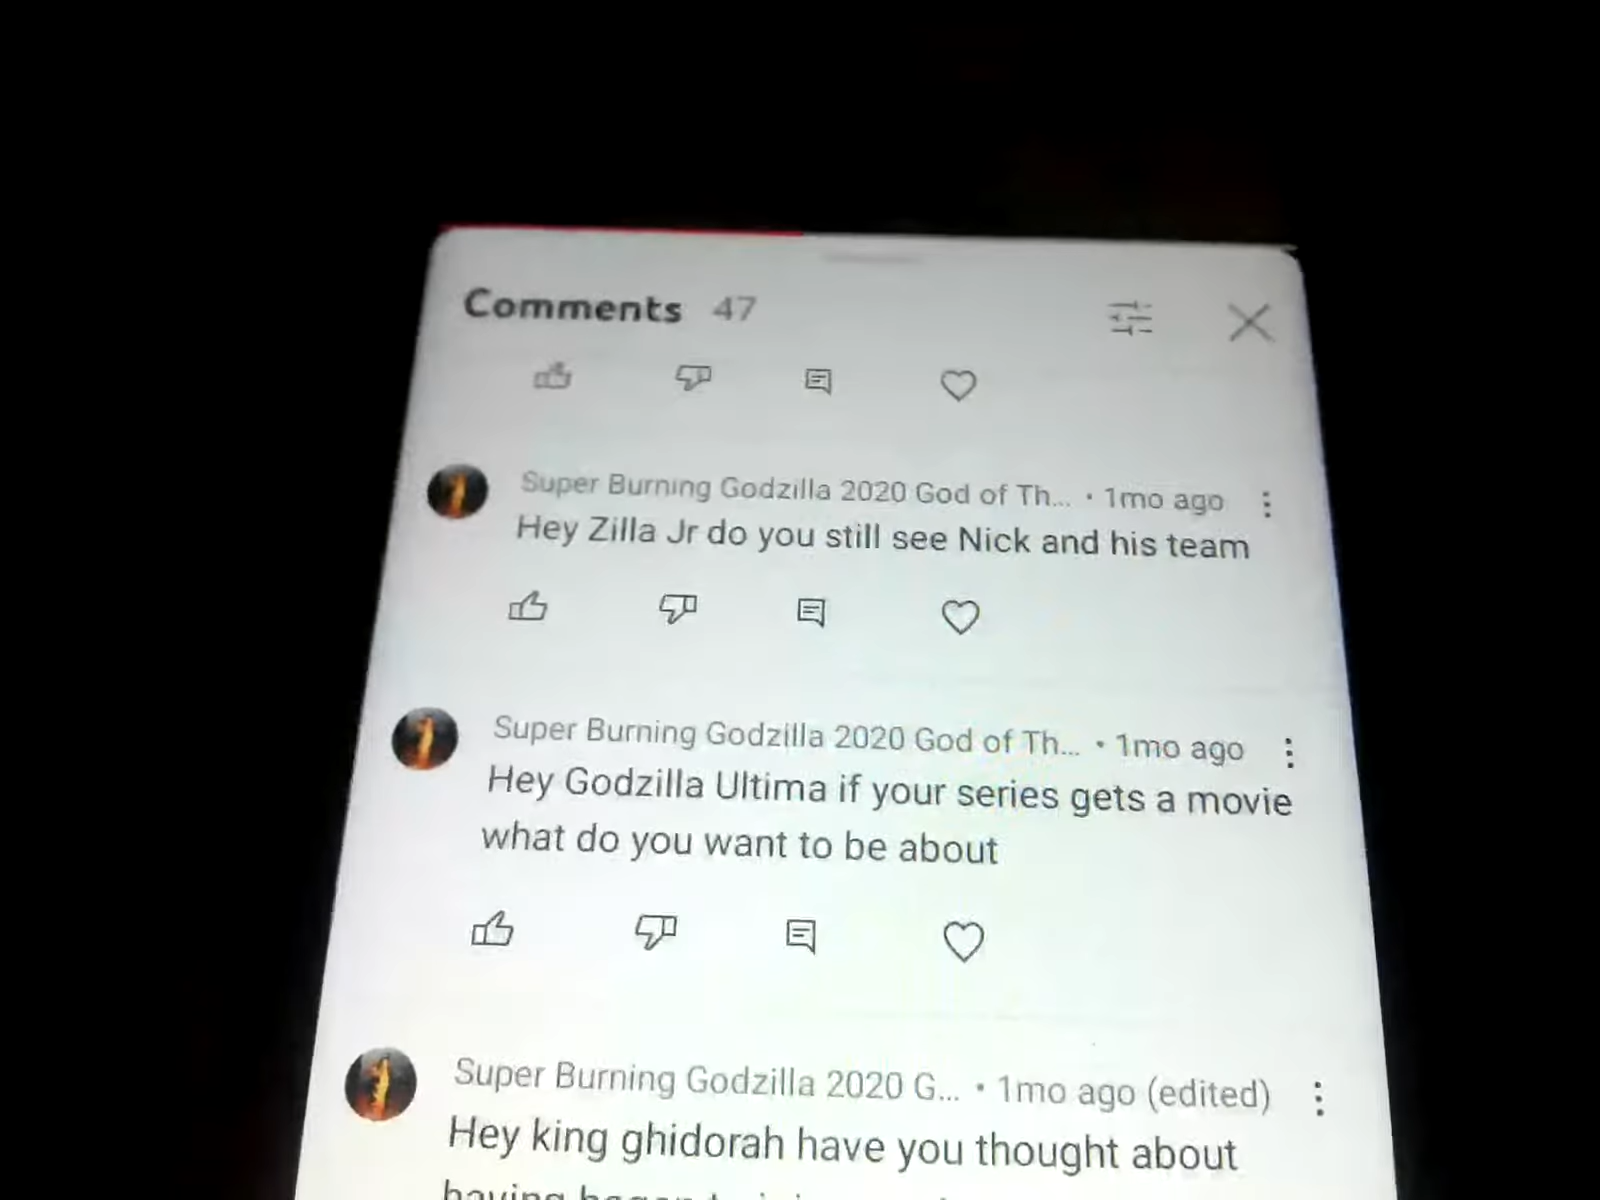 Comments 47
Super Burning Godzilla 2020 God of Th... • 1mo ago
Hey Zilla Jr do you still see Nick and his team
Super Burning Godzilla 2020 God of Th... • 1mo ago
Hey Godzilla Ultima if your series gets a movie
what do you want to be about
Super Burning Godzilla 2020 G... • 1mo ago (edited)
Hey king ghidorah have you thought about
having